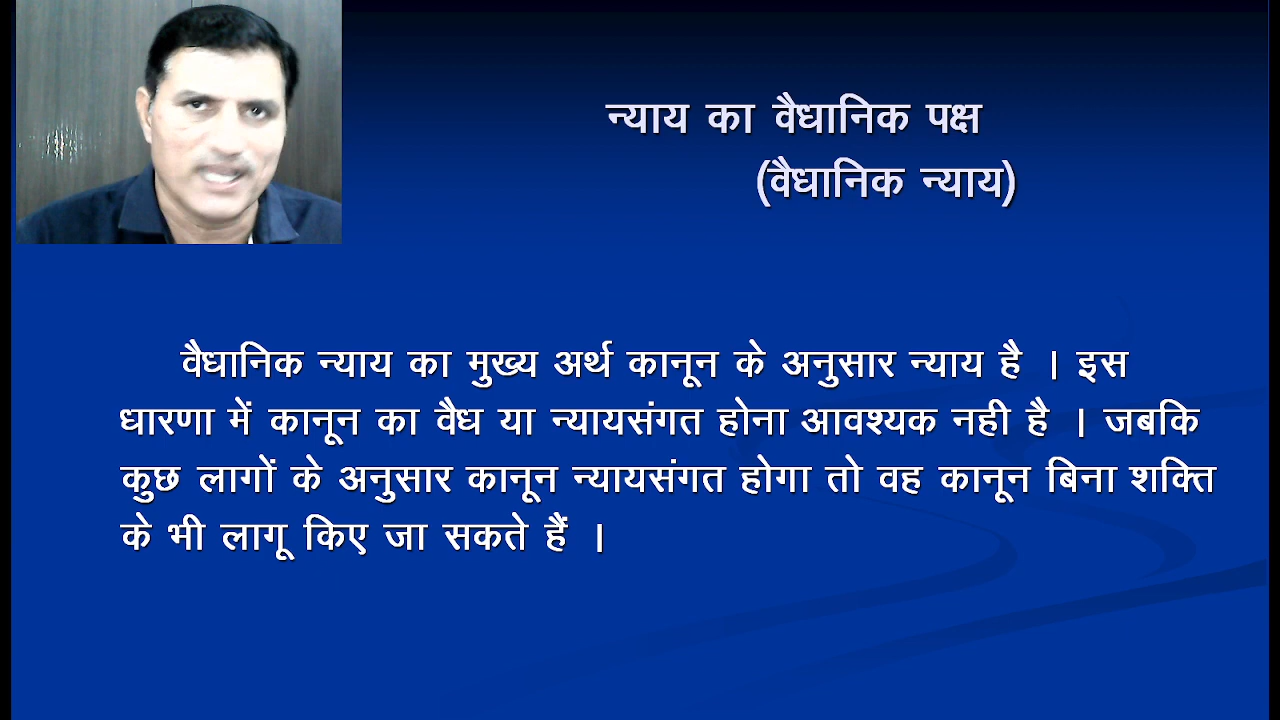 न्याय का वैधानिक पक्ष
(वैधानिक न्याय)
वैधानिक न्याय का मुख्य अर्थ कानून के अनुसार न्याय है । इस
धारणा में कानून का वैध या न्यायसंगत होना आवश्यक नही है । जबकि
कुछ लागों के अनुसार कानून न्यायसंगत होगा तो वह कानून बिना शक्ति
के भी लागू किए जा सकते हैं ।